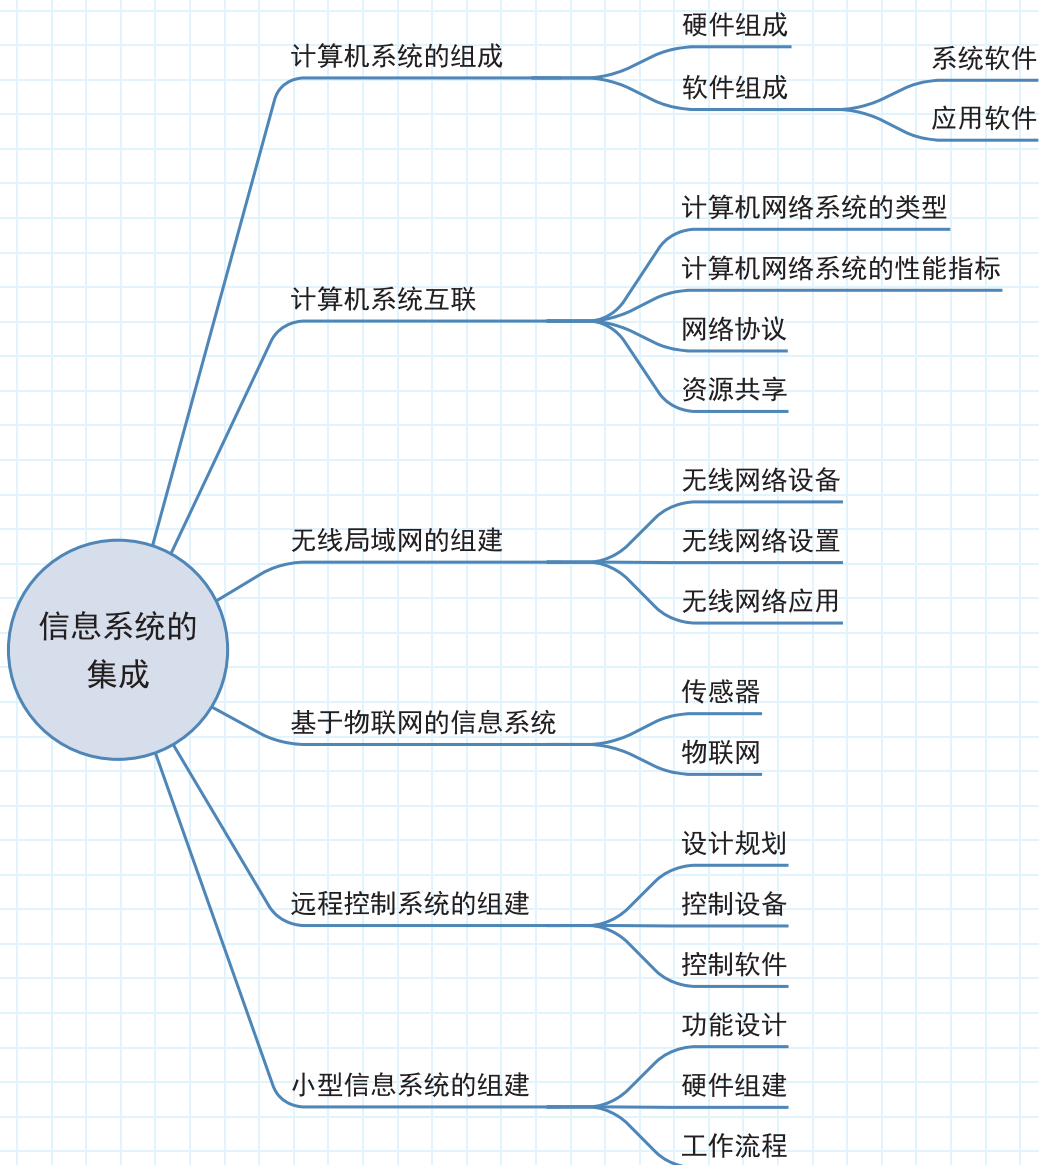 信息系统的
集成
计算机系统的组成
硬件组成
软件组成
系统软件
应用软件
计算机系统互联
计算机网络系统的类型
计算机网络系统的性能指标
网络协议
资源共享
无线局域网的组建
无线网络设备
无线网络设置
无线网络应用
基于物联网的信息系统
传感器
物联网
远程控制系统的组建
设计规划
控制设备
控制软件
小型信息系统的组建
功能设计
硬件组建
工作流程